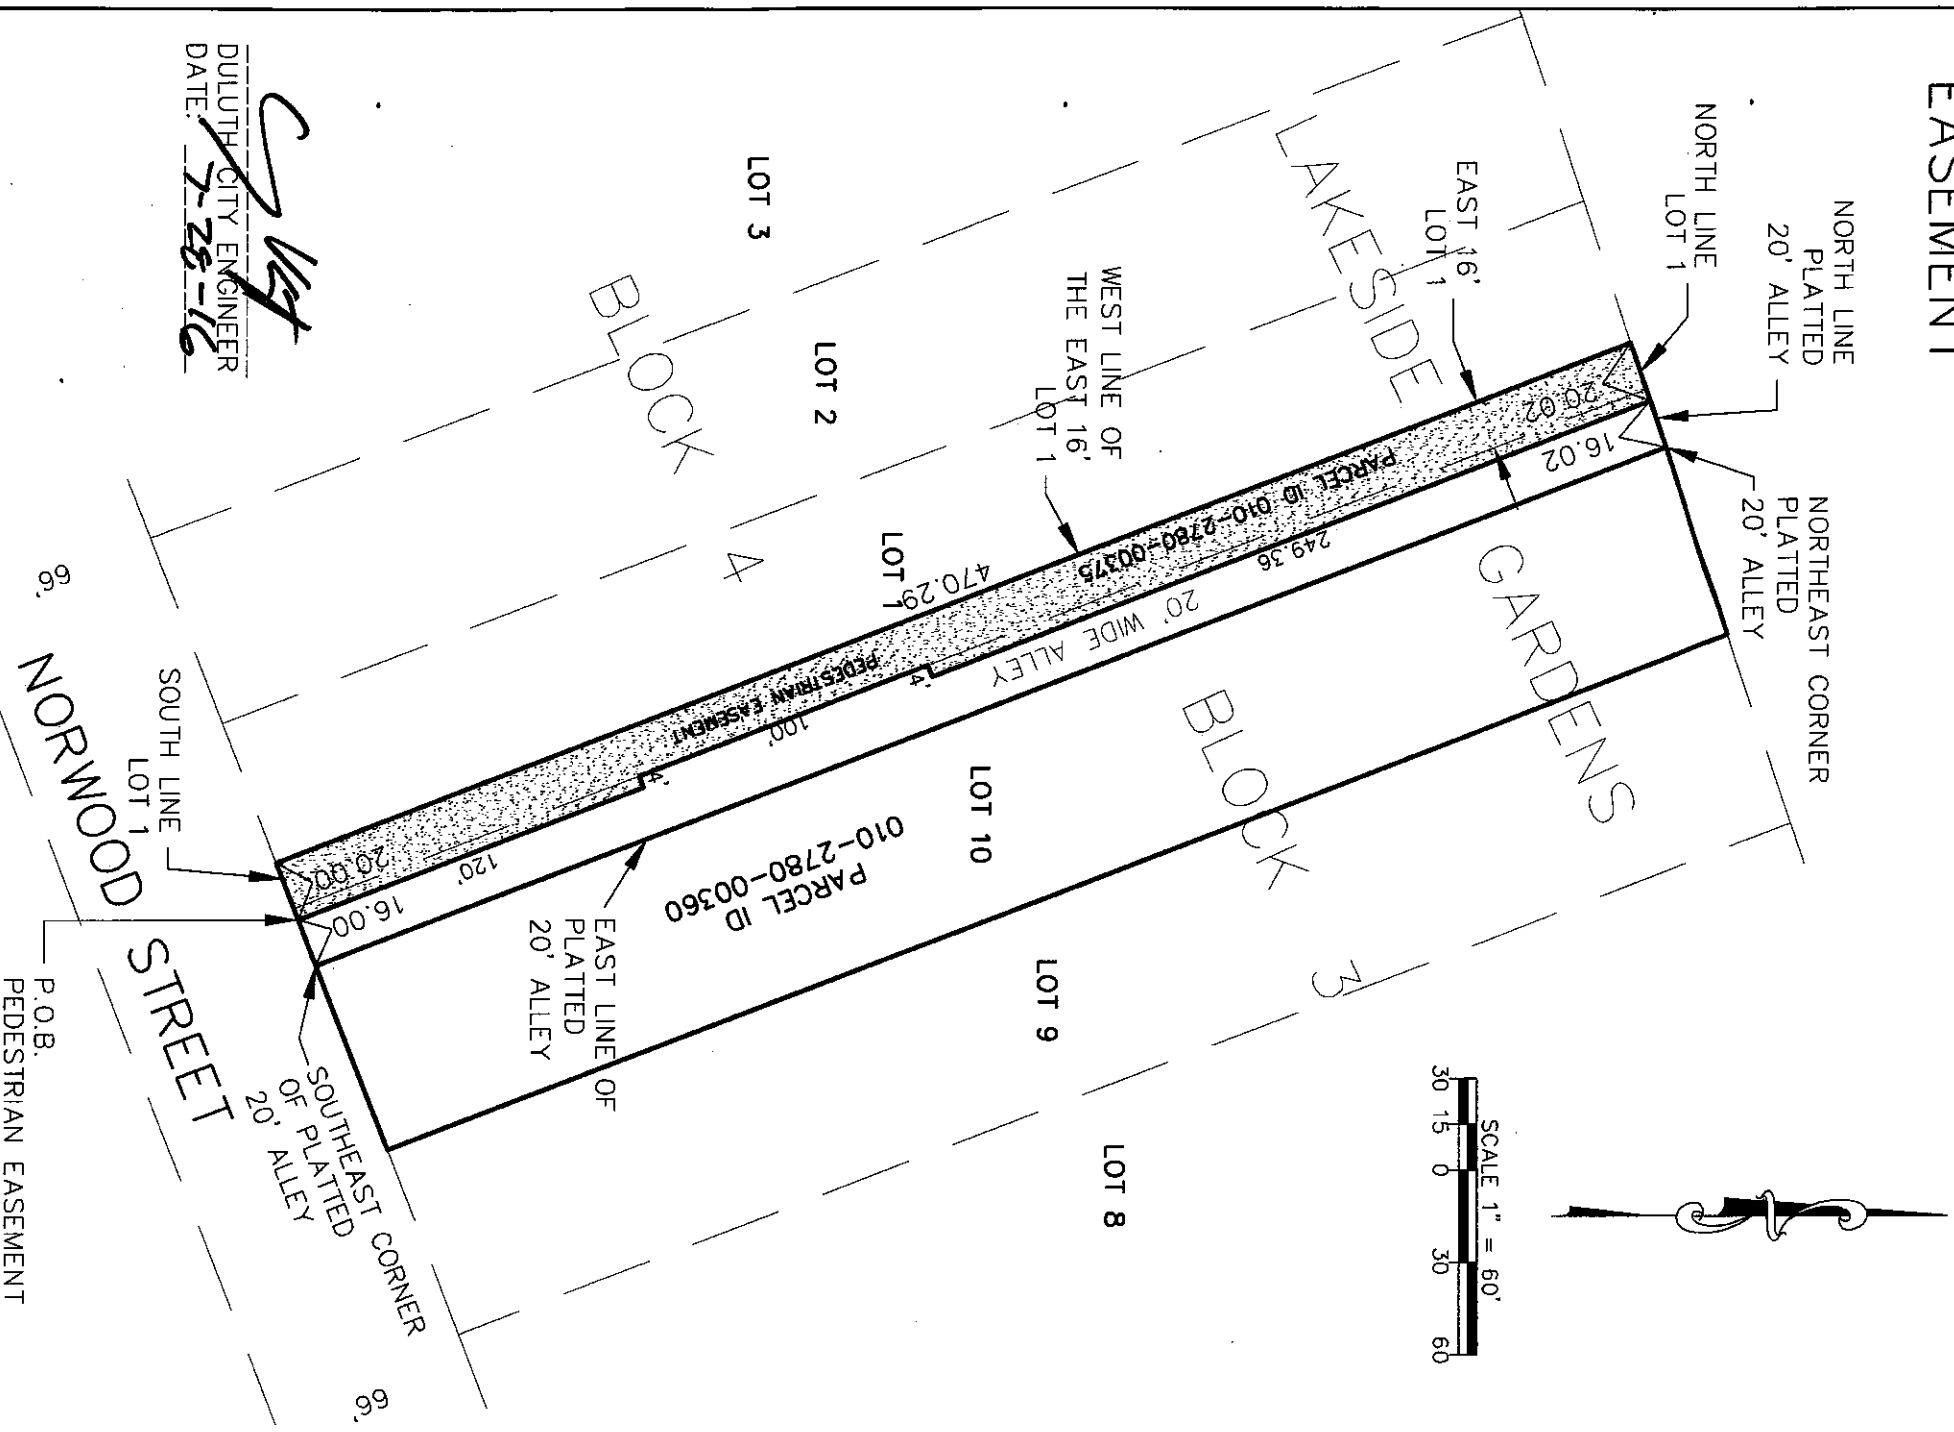 EASEMENT
NORTH LINE
PLATTED
20' ALLEY
NORTH LINE
LOT 1
NORTHEAST CORNER
PLATTED
20' ALLEY
EAST 16'
LOT 1
LAKESIDE
GARDENS
20.02
16.02
WEST LINE OF
THE EAST 16'
LOT 1
PARCEL ID 010-2780-00375
249.36
20' WIDE ALLEY
470.29
LOT 3
LOT 2
LOT 1
BLOCK
4
BLOCK
3
4'
PEDESTRIAN EASEMENT
100'
4'
120'
LOT 10
PARCEL ID
010-2780-00360
LOT 9
LOT 8
EAST LINE OF
PLATTED
20' ALLEY
20.00
16.00
SOUTH LINE
LOT 1
SOUTHEAST CORNER
OF PLATTED
20' ALLEY
P.O.B.
PEDESTRIAN EASEMENT
NORWOOD STREET
66'
66'
SCALE 1" = 60'
30 15 0 30 60
DULUTH CITY ENGINEER
DATE: 7-28-16